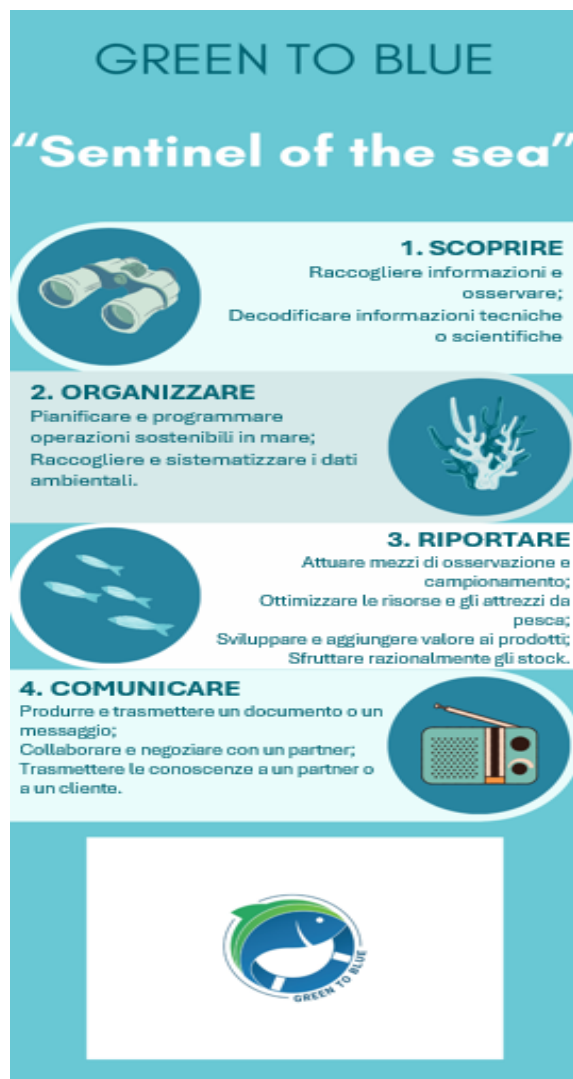 GREEN TO BLUE
“Sentinel of the sea”
1. SCOPRIRE
Raccogliere informazioni e
osservare;
Decodificare informazioni tecniche
o scientifiche
2. ORGANIZZARE
Pianificare e programmare
operazioni sostenibili in mare;
Raccogliere e sistematizzare i dati
ambientali.
3. RIPORTARE
Attuare mezzi di osservazione e
campionamento;
Ottimizzare le risorse e gli attrezzi da
pesca;
Sviluppare e aggiungere valore ai prodotti;
Sfruttare razionalmente gli stock.
4. COMUNICARE
Produrre e trasmettere un documento o un
messaggio;
Collaborare e negoziare con un partner;
Trasmettere le conoscenze a un partner o
a un cliente.
GREEN TO BLUE